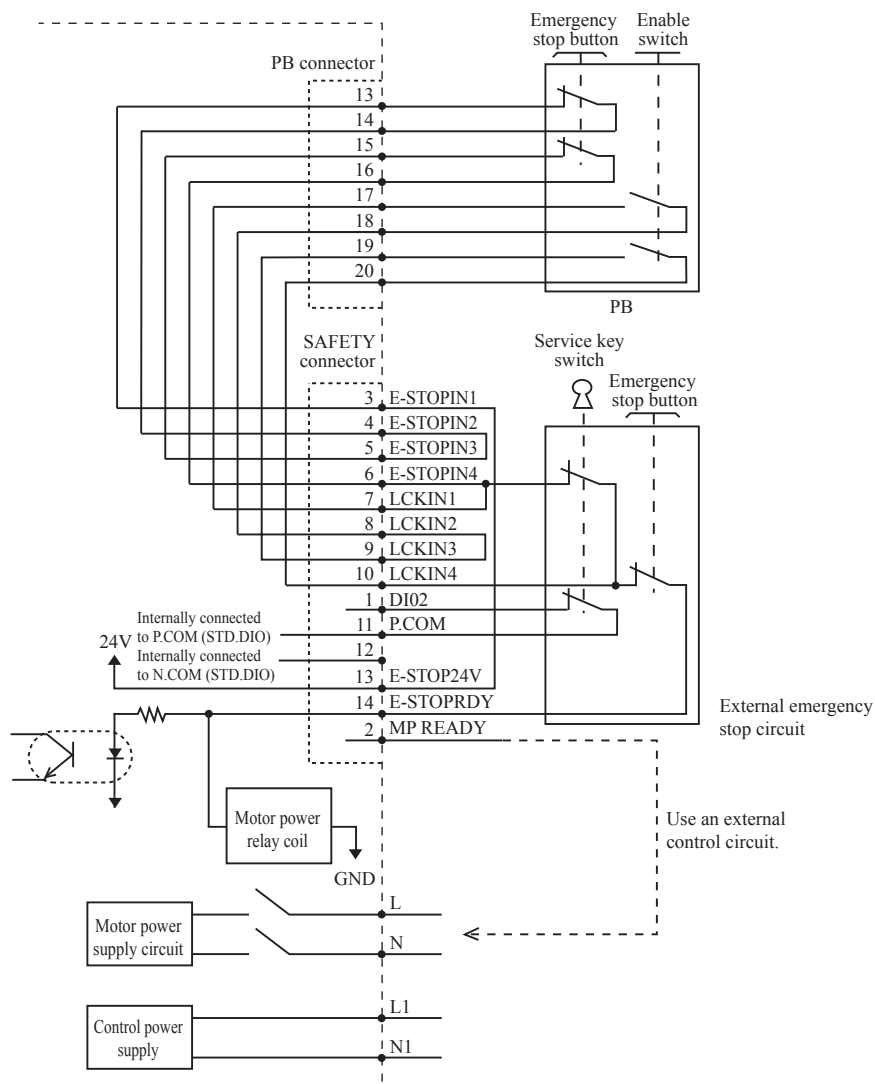 Emergency
stop button
Enable
switch
PB connector
13
14
15
16
17
18
19
20
PB
SAFETY
connector
Service key
switch
Emergency
stop button
3 E-STOPIN1
4 E-STOPIN2
5 E-STOPIN3
6 E-STOPIN4
7 LCKIN1
8 LCKIN2
9 LCKIN3
10 LCKIN4
1 DI02
Internally connected
to P.COM (STD.DIO)
11 P.COM
24V
Internally connected
to N.COM (STD.DIO)
12
13 E-STOP24V
14 E-STOPRDY
2 MP READY
External emergency
stop circuit
Motor power
relay coil
GND
Use an external
control circuit.
Motor power
supply circuit
L
N
Control power
supply
L1
N1